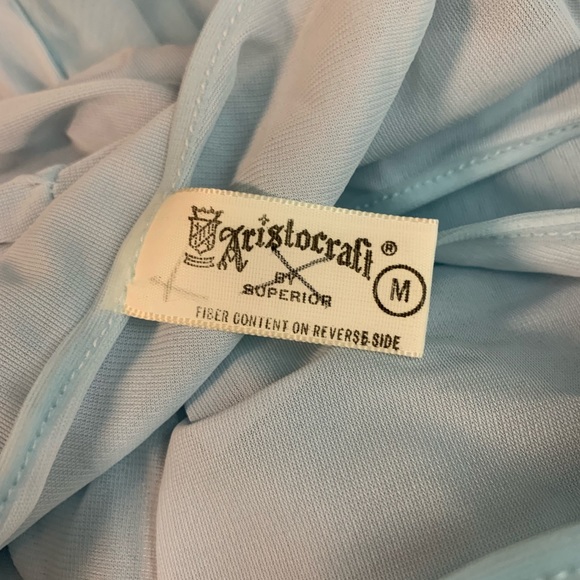 Aristocraft ®
BY
SUPERIOR
M
FIBER CONTENT ON REVERSE SIDE